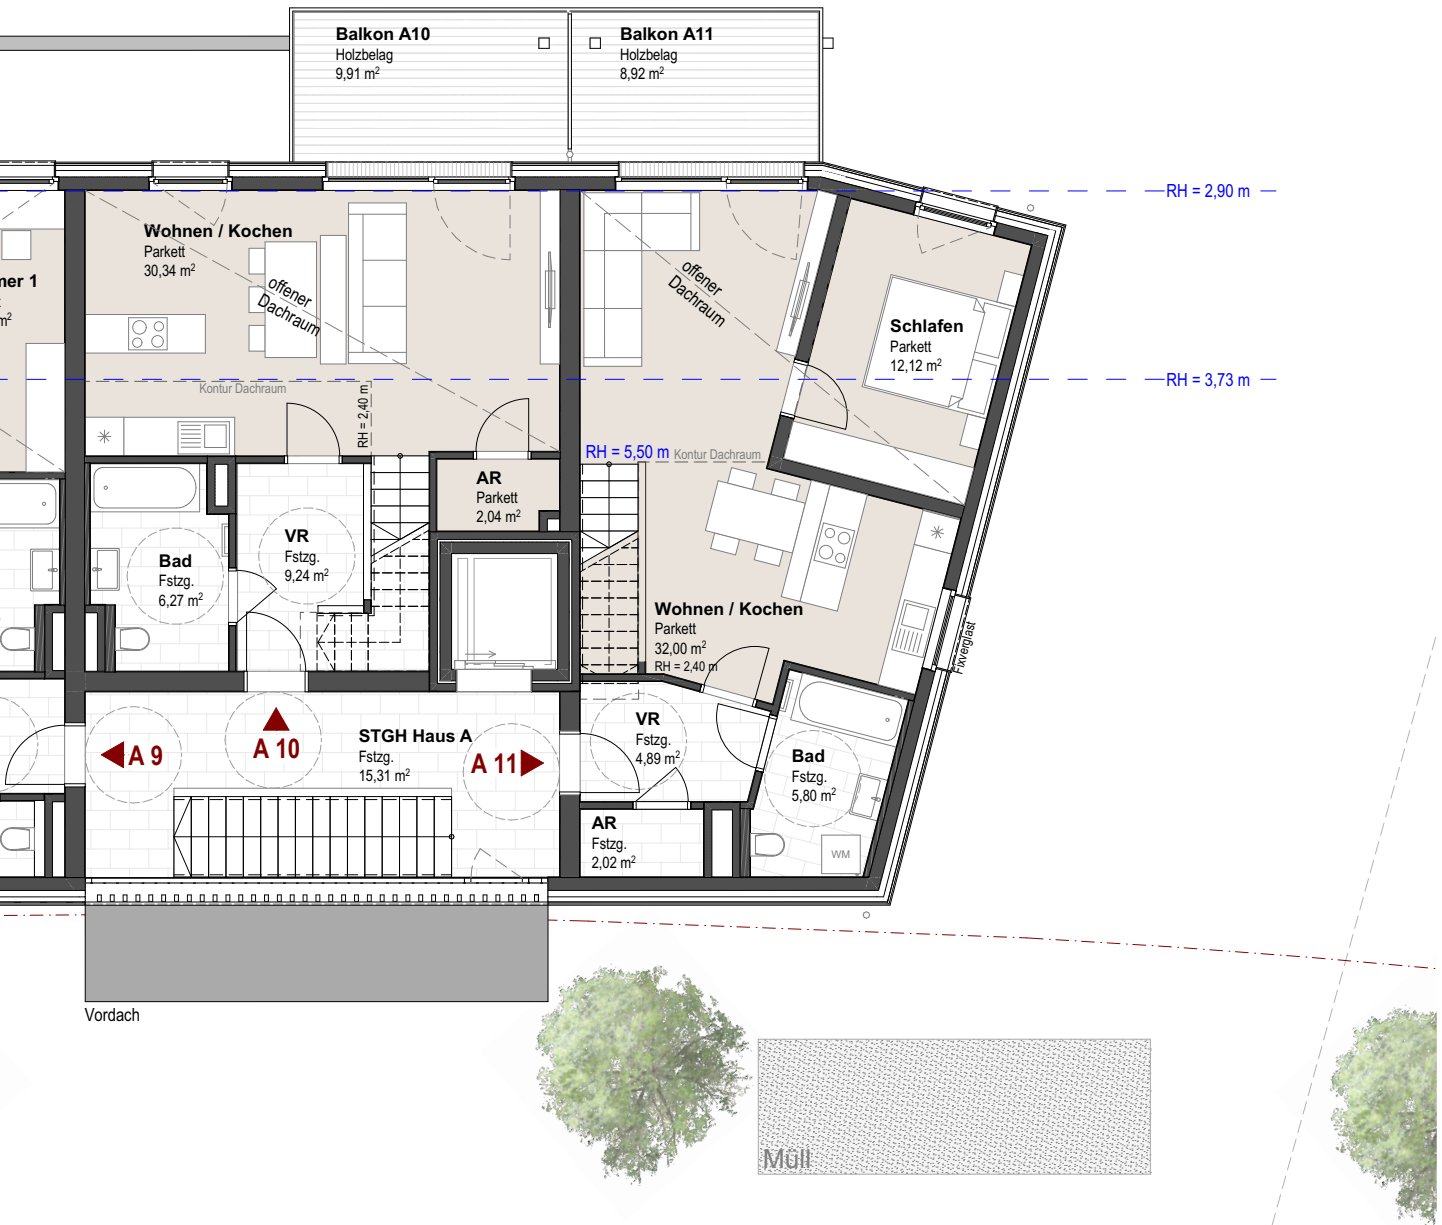 Balkon A10
Holzbelag
9,91 m²
Balkon A11
Holzbelag
8,92 m²
RH = 2,90 m
Wohnen / Kochen
Parkett
30,34 m²
offener
Dachraum
offener
Dachraum
mer 1
m²
Schlafen
Parkett
12,12 m²
RH = 3,73 m
Kontur Dachraum
RH = 2,40 m
RH = 5,50 m
Kontur Dachraum
AR
Parkett
2,04 m²
VR
Fstzg.
9,24 m²
Bad
Fstzg.
6,27 m²
Wohnen / Kochen
Parkett
32,00 m²
RH = 2,40 m
Fixverglast
STGH Haus A
Fstzg.
15,31 m²
A 9
A 10
A 11
VR
Fstzg.
4,89 m²
Bad
Fstzg.
5,80 m²
AR
Fstzg.
2,02 m²
WM
Vordach
Müll